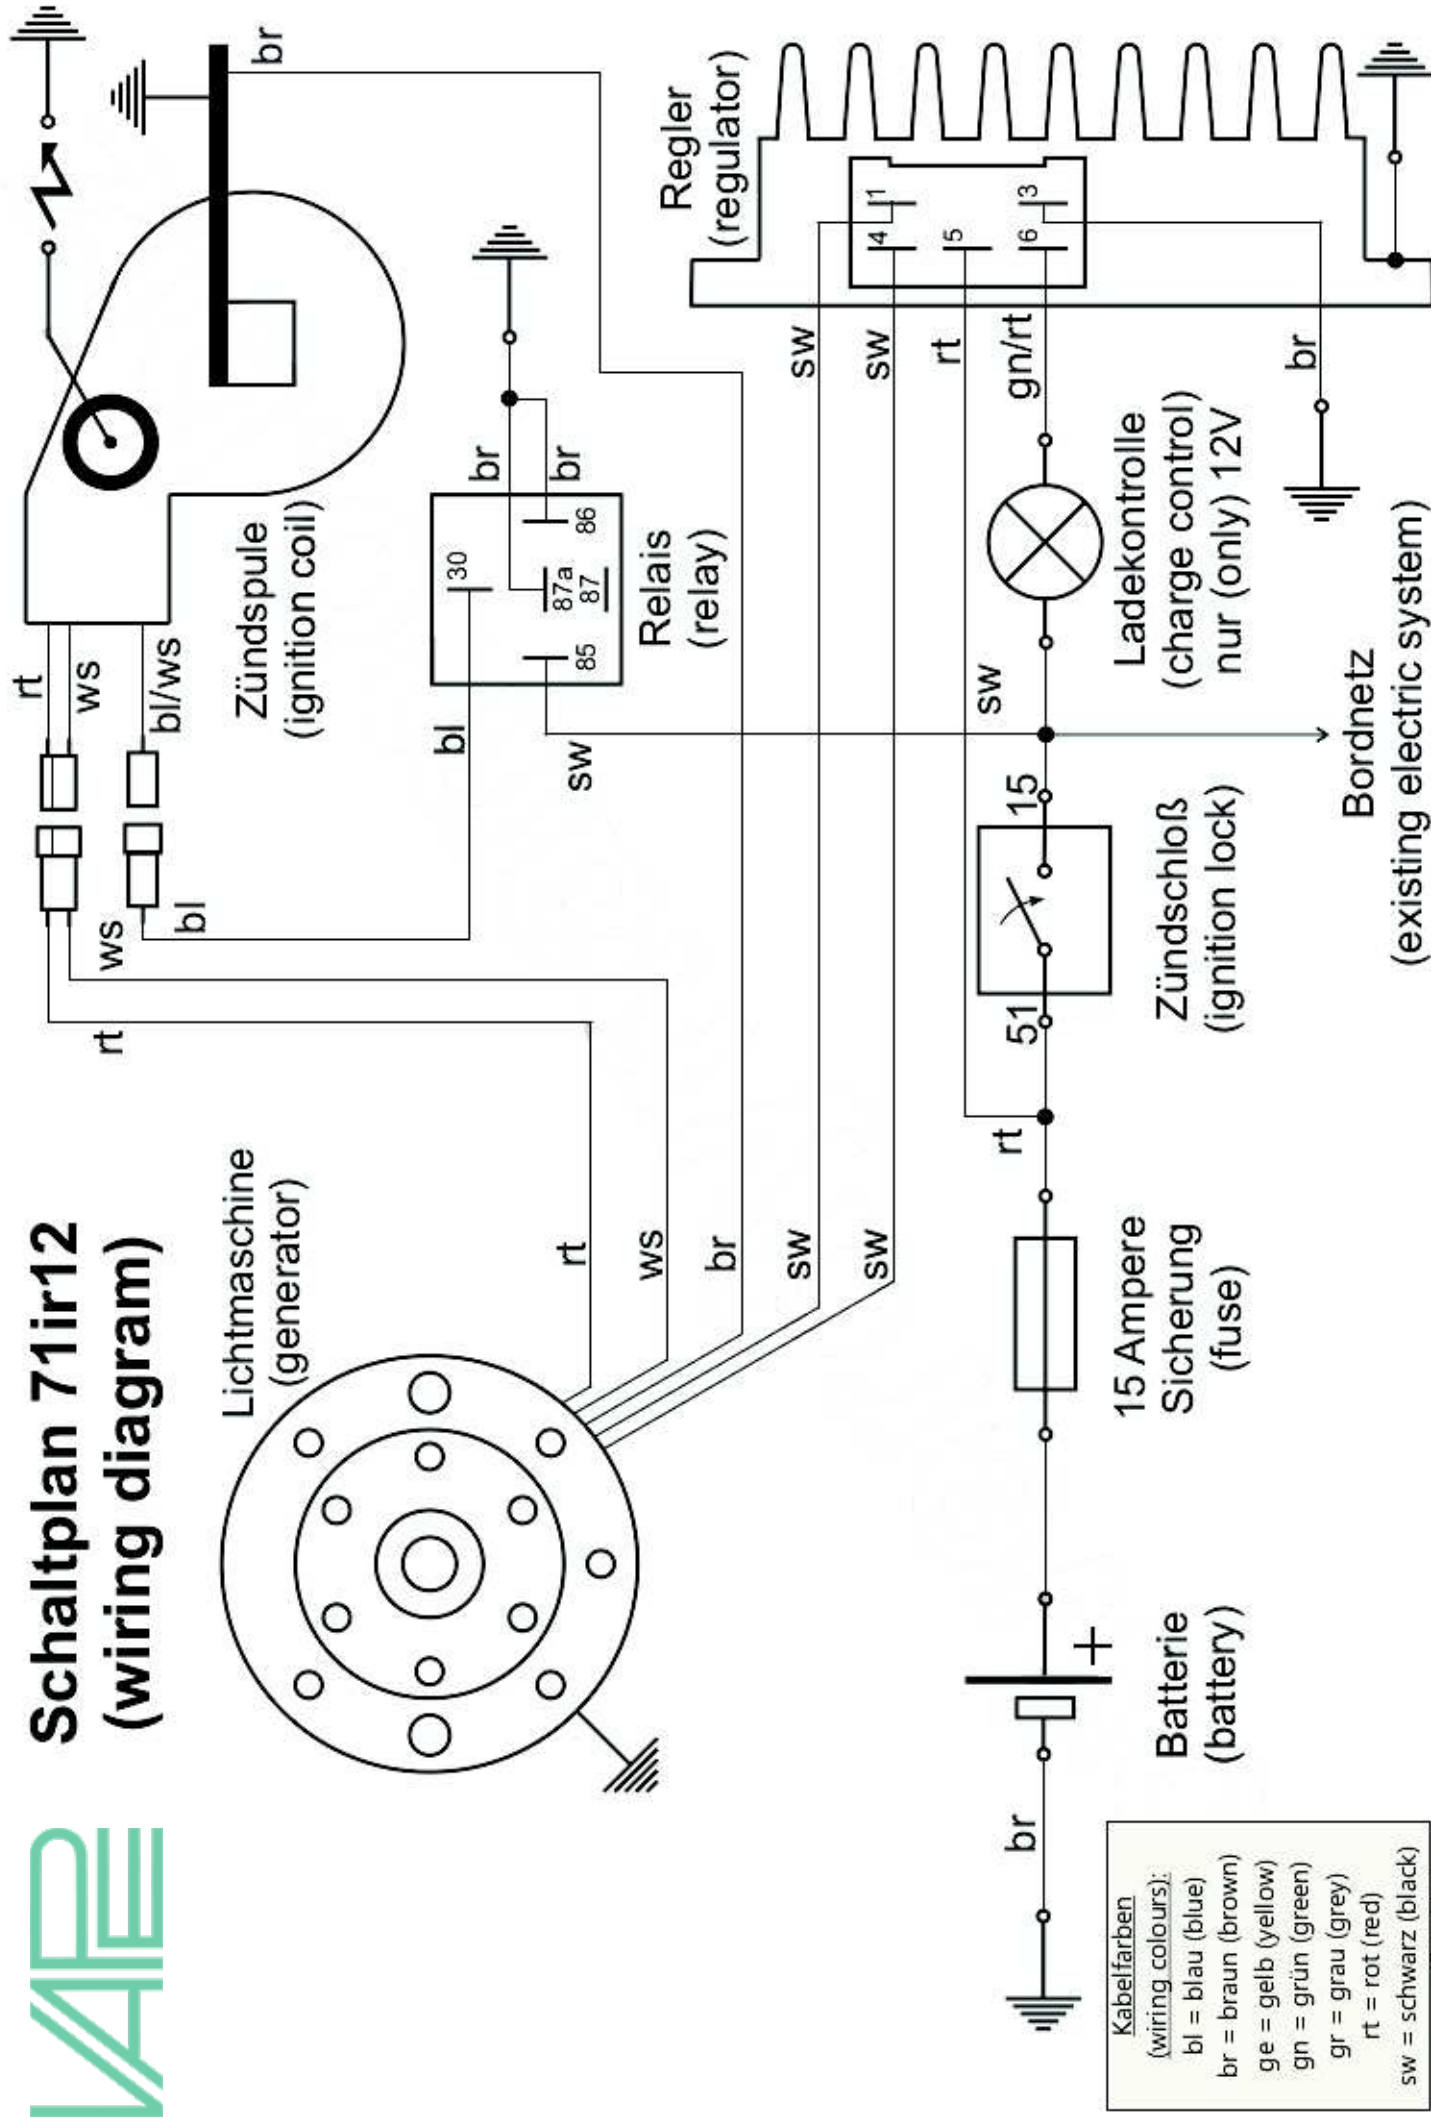 VAPE
Schaltplan 71ir12
(wiring diagram)
Lichtmaschine
(generator)
rt
ws
br
sw
sw
rt
ws
rt
bl
rt
ws
bl/ws
Zündspule
(ignition coil)
br
bl
sw
30
85
87a
87
86
br
br
Relais
(relay)
Regler
(regulator)
1
4
5
3
6
sw
sw
rt
gn/rt
br
Ladekontrolle
(charge control)
nur (only) 12V
sw
Bordnetz
(existing electric system)
15
51
Zündschloß
(ignition lock)
rt
15 Ampere
Sicherung
(fuse)
Batterie
(battery)
+
br
Kabelfarben
(wiring colours):
bl = blau (blue)
br = braun (brown)
ge = gelb (yellow)
gn = grün (green)
gr = grau (grey)
rt = rot (red)
sw = schwarz (black)